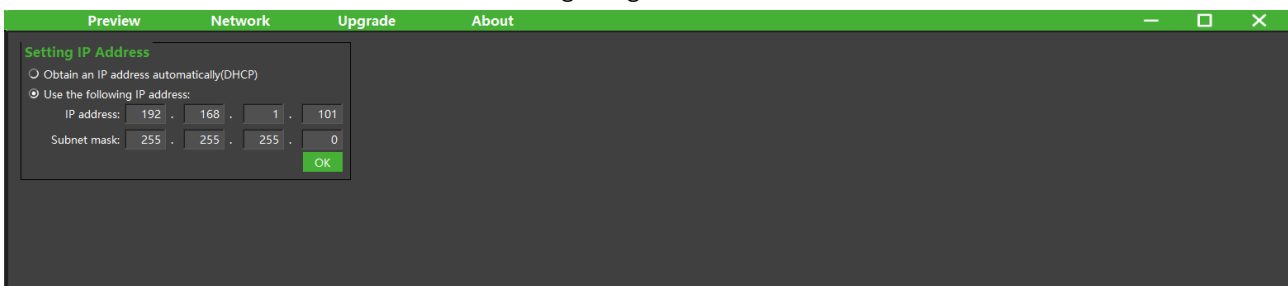 Preview Network Upgrade About
Setting IP Address
Obtain an IP address automatically(DHCP)
Use the following IP address:
IP address: 192 . 168 . 1 . 101
Subnet mask: 255 . 255 . 255 . 0
OK